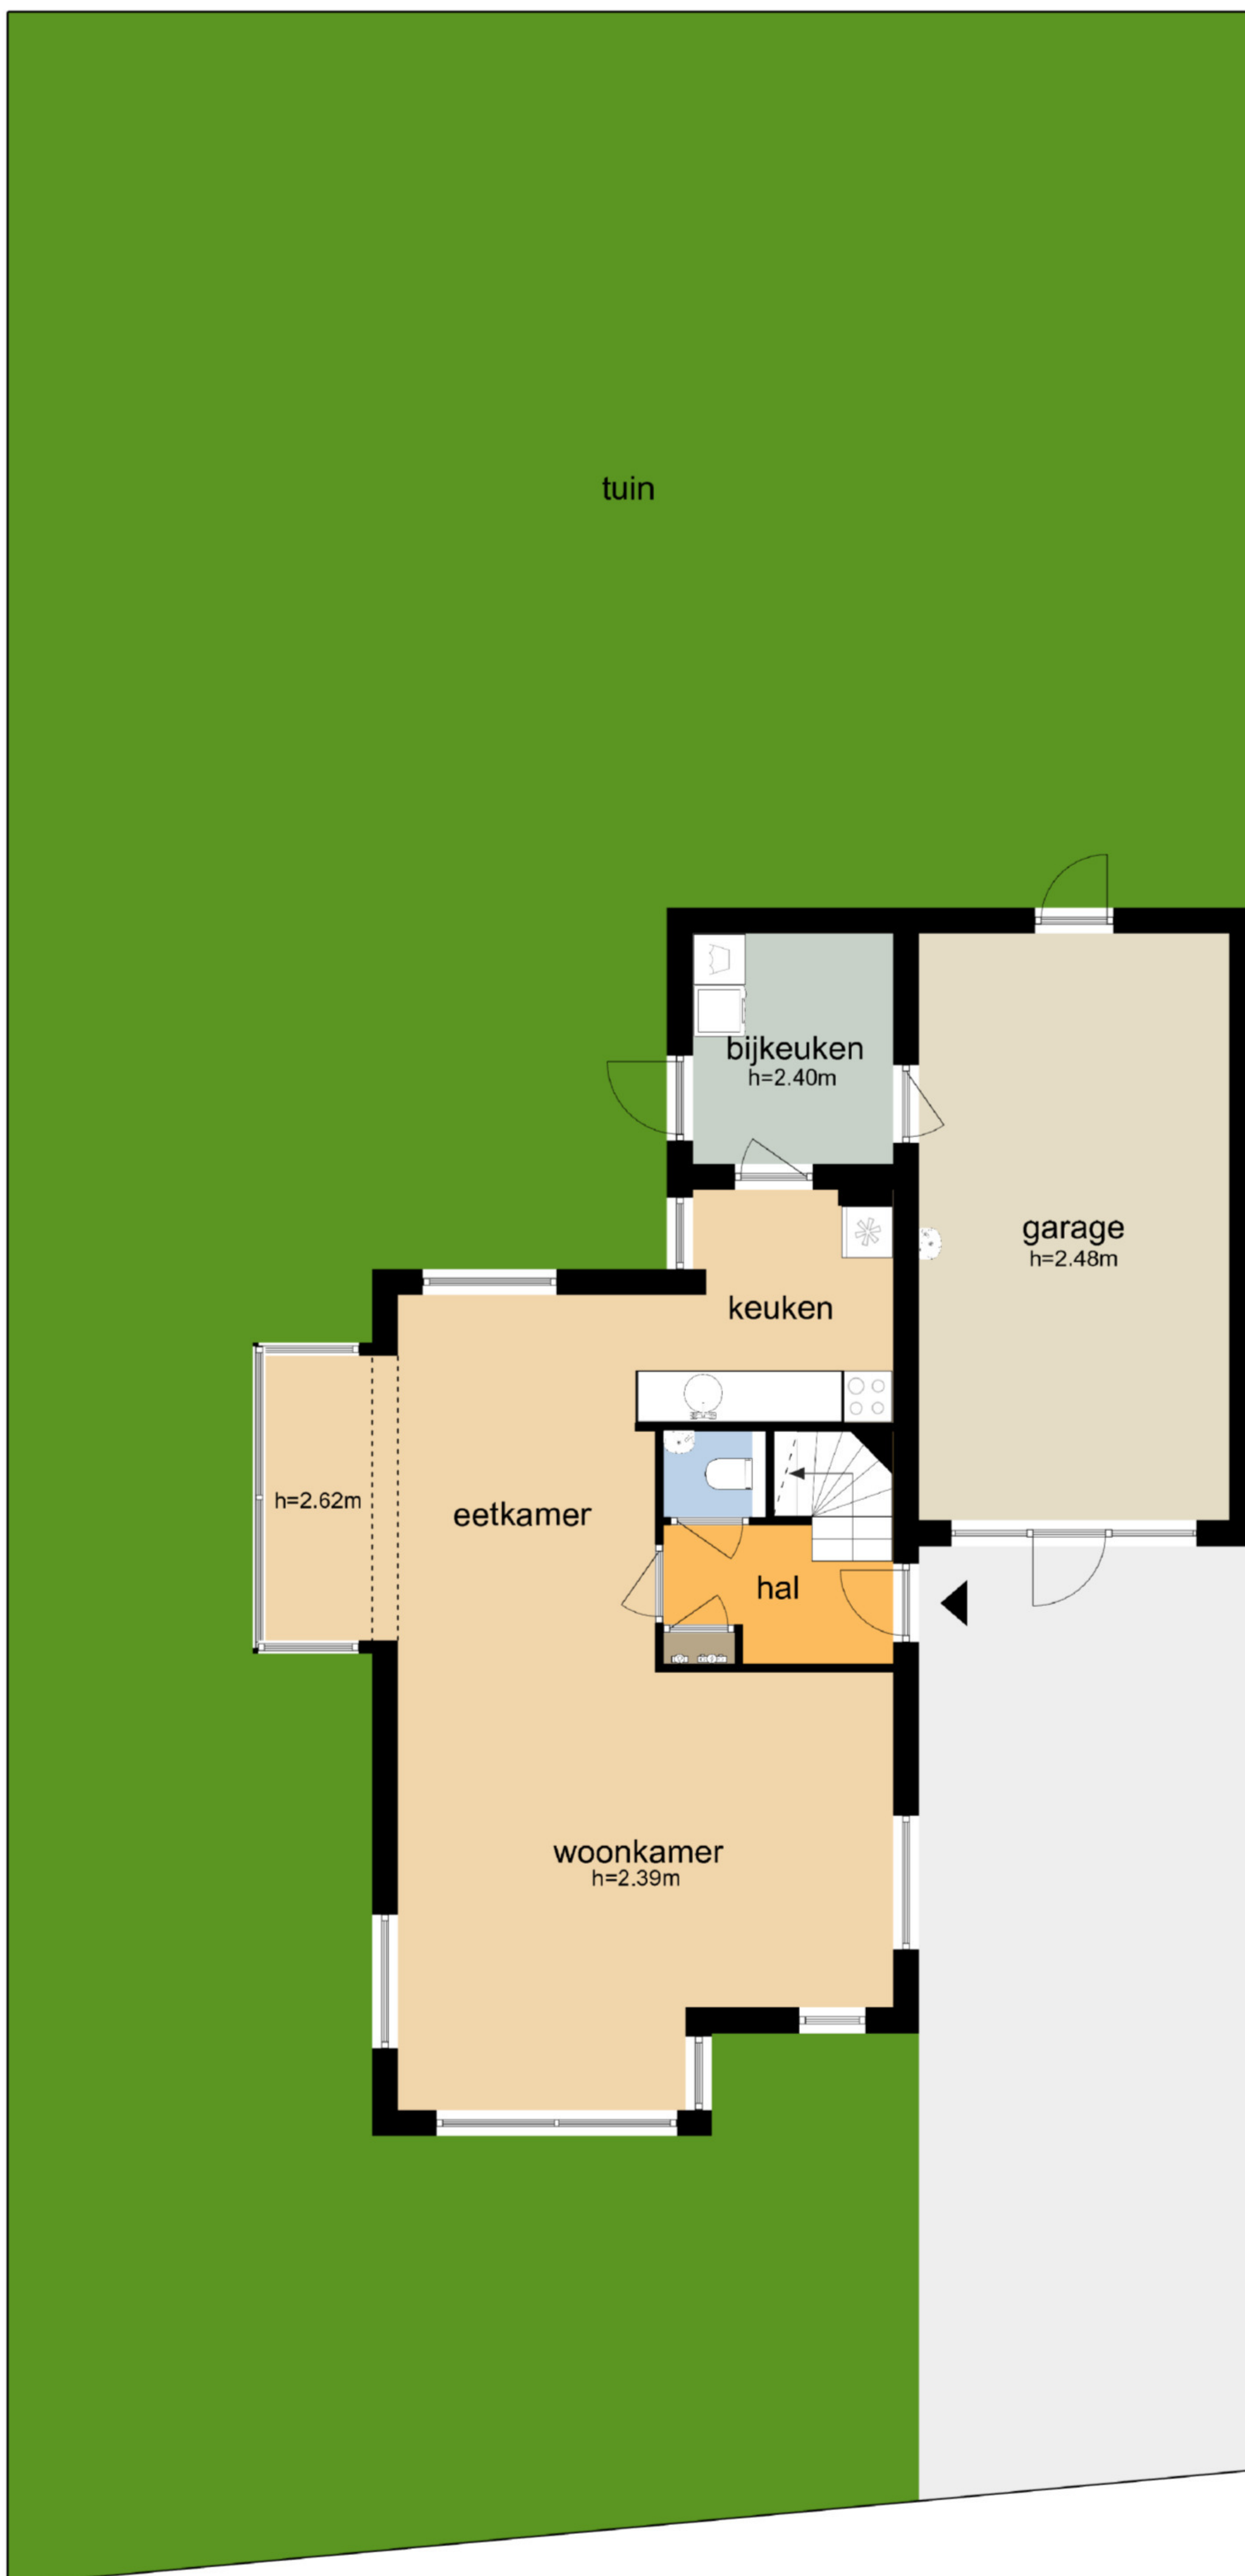 tuin
bijkeuken
h=2.40m
garage
h=2.48m
keuken
h=2.62m
eetkamer
hal
woonkamer
h=2.39m